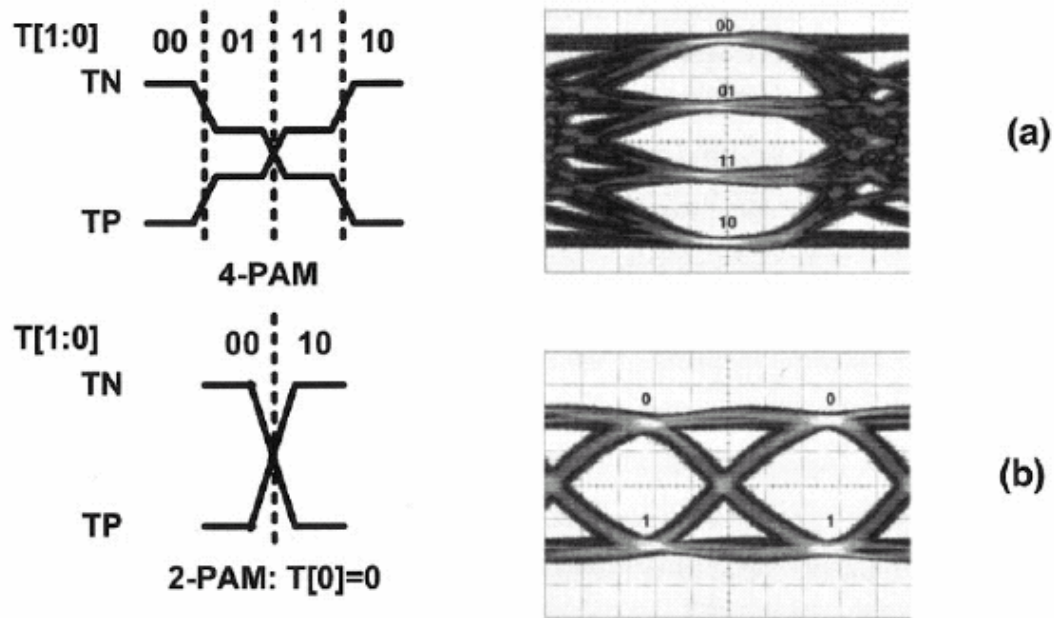 T[1:0] 00 01 11 10
TN
TP
4-PAM
00
01
11
10
(a)
T[1:0] 00 10
TN
TP
2-PAM: T[0]=0
0 0
1 1
(b)